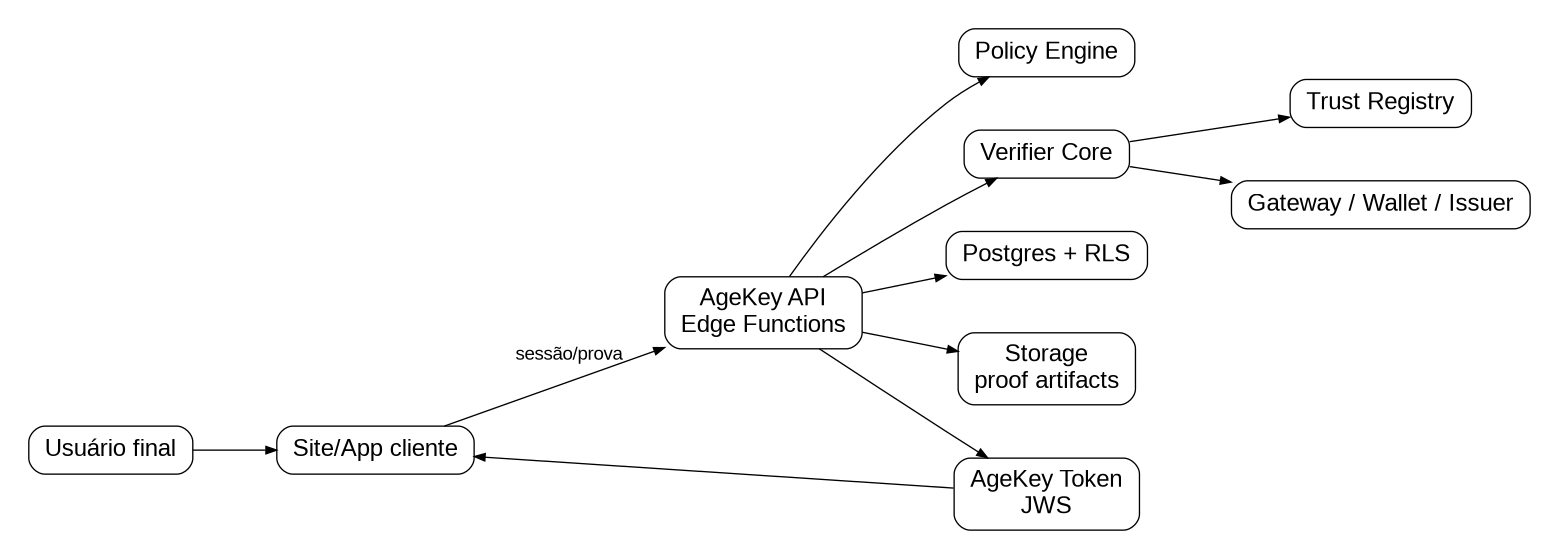 Policy Engine
Trust Registry
Verifier Core
Gateway / Wallet / Issuer
Postgres + RLS
AgeKey API
Edge Functions
Storage
proof artifacts
sessão/prova
Usuário final
Site/App cliente
AgeKey Token
JWS